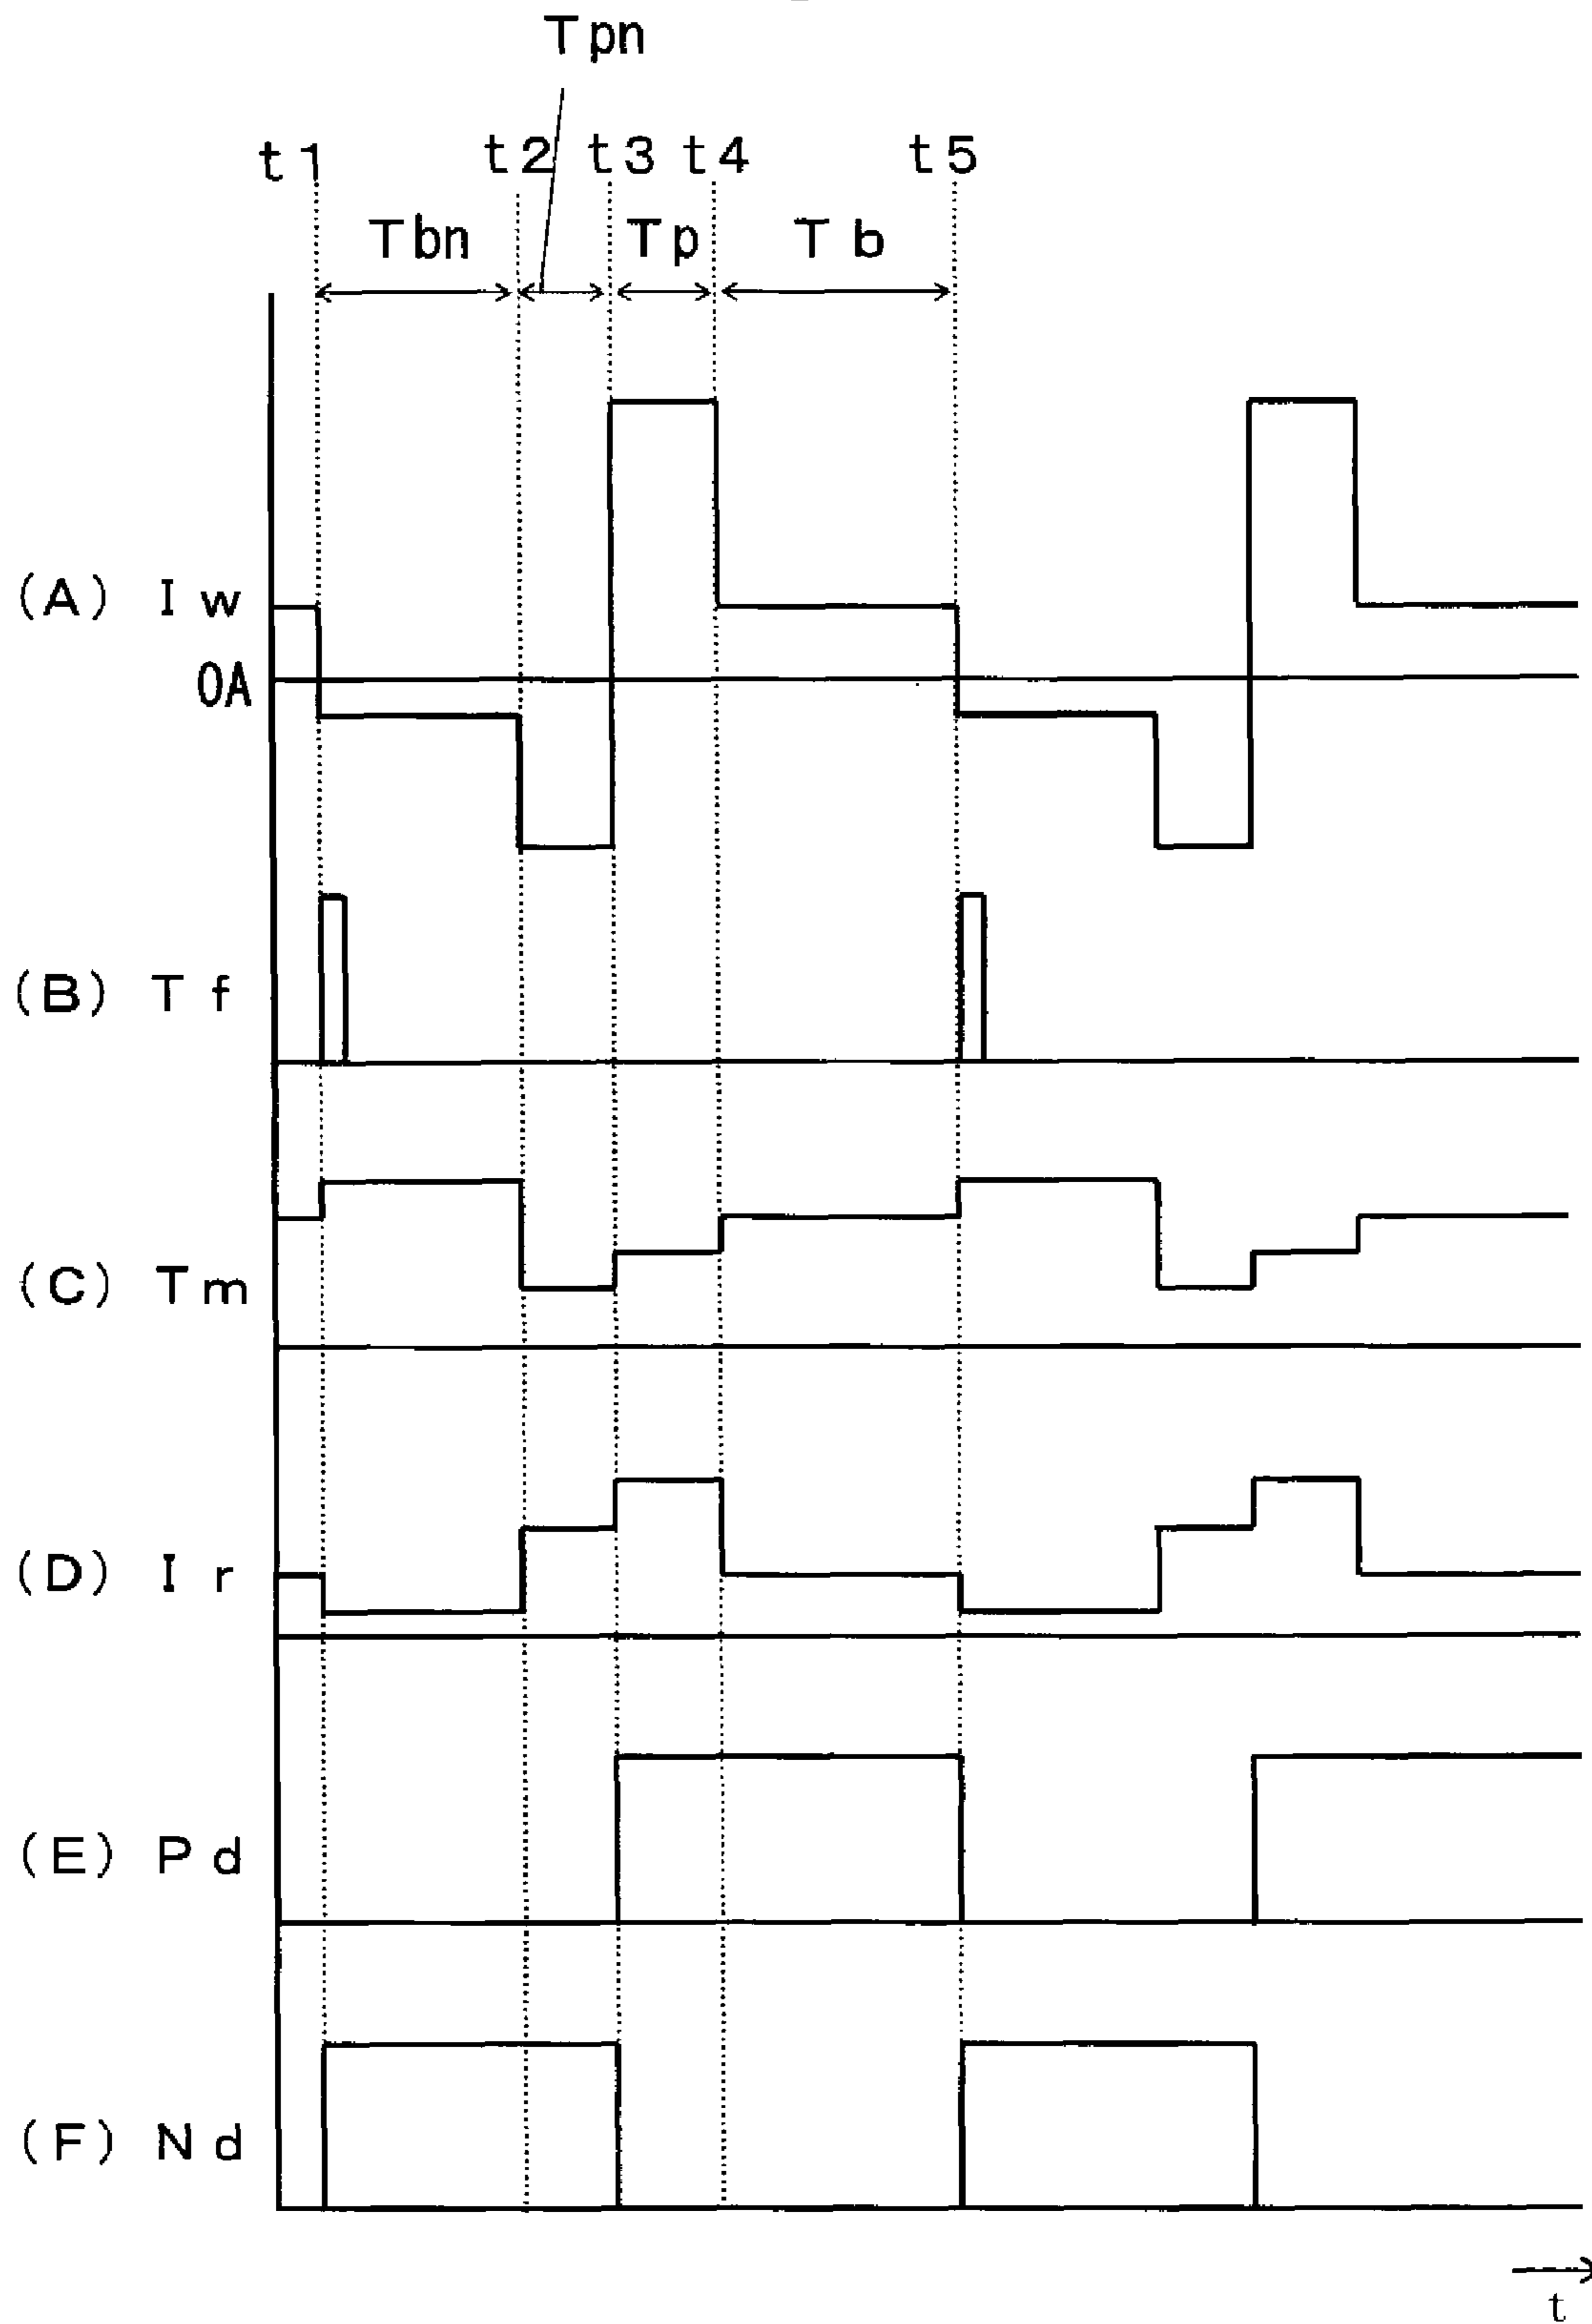 Tpn
t1 t2 t3 t4 t5
Tbn Tp Tb
(A) Iw
0A
(B) Tf
(C) Tm
(D) Ir
(E) Pd
(F) Nd
t